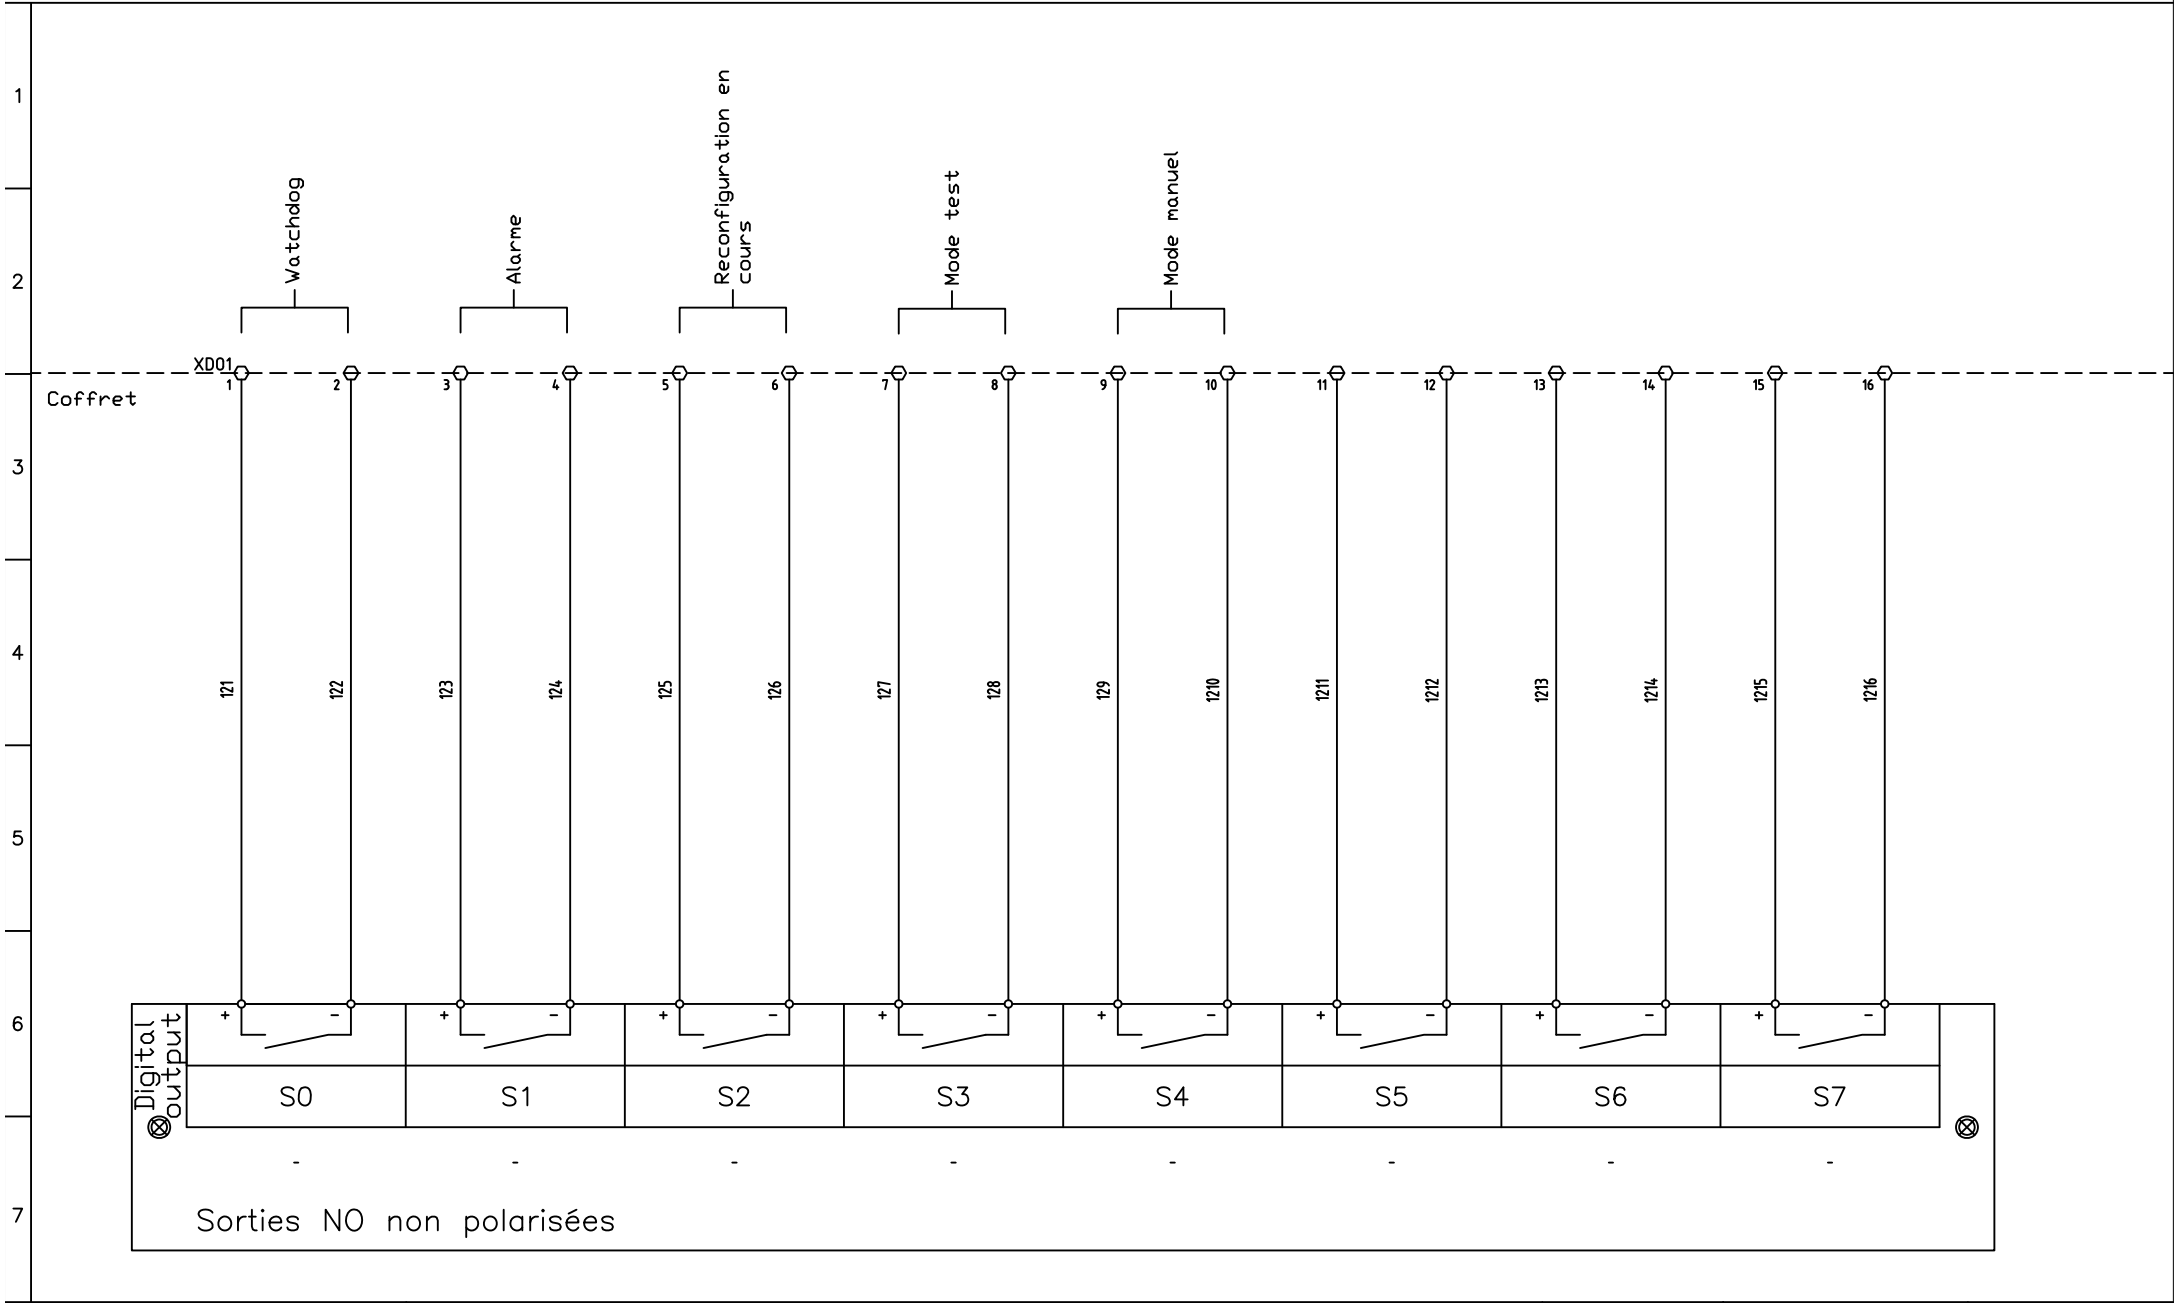 1
2
3
4
5
6
7
Watchdog
Alarme
Reconfiguration en
cours
Mode test
Mode manuel
XDO1
1 2 3 4 5 6 7 8 9 10 11 12 13 14 15 16
Coffret
121 122 123 124 125 126 127 128 129 1210 1211 1212 1213 1214 1215 1216
Digital
output
+ - + - + - + - + - + - + - + -
S0 S1 S2 S3 S4 S5 S6 S7
- - - - - - - -
Sorties NO non polarisées